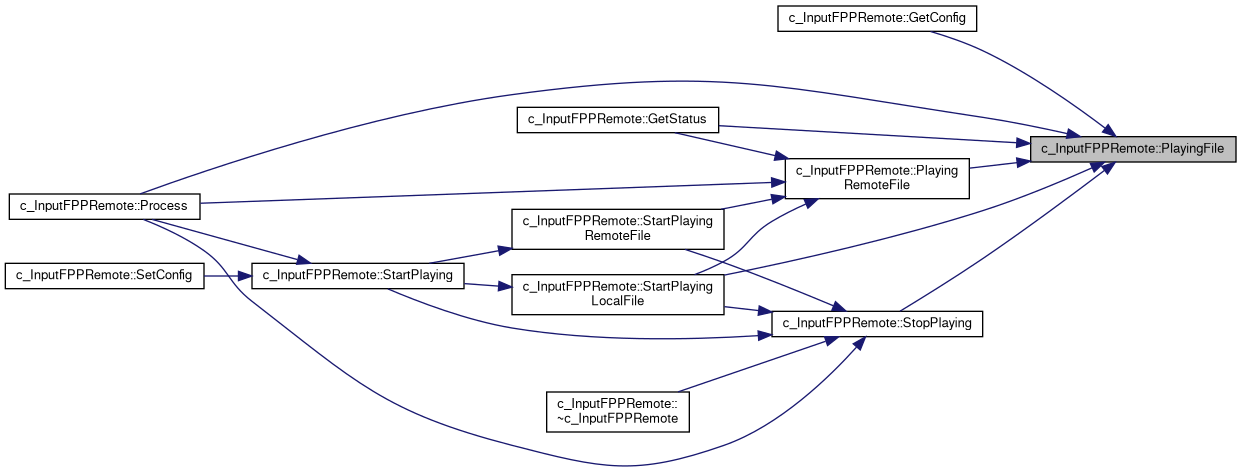 c_InputFPPRemote::GetConfig
c_InputFPPRemote::GetStatus
c_InputFPPRemote::PlayingFile
c_InputFPPRemote::Playing
RemoteFile
c_InputFPPRemote::Process
c_InputFPPRemote::StartPlaying
RemoteFile
c_InputFPPRemote::SetConfig
c_InputFPPRemote::StartPlaying
c_InputFPPRemote::StartPlaying
LocalFile
c_InputFPPRemote::StopPlaying
c_InputFPPRemote::
~c_InputFPPRemote